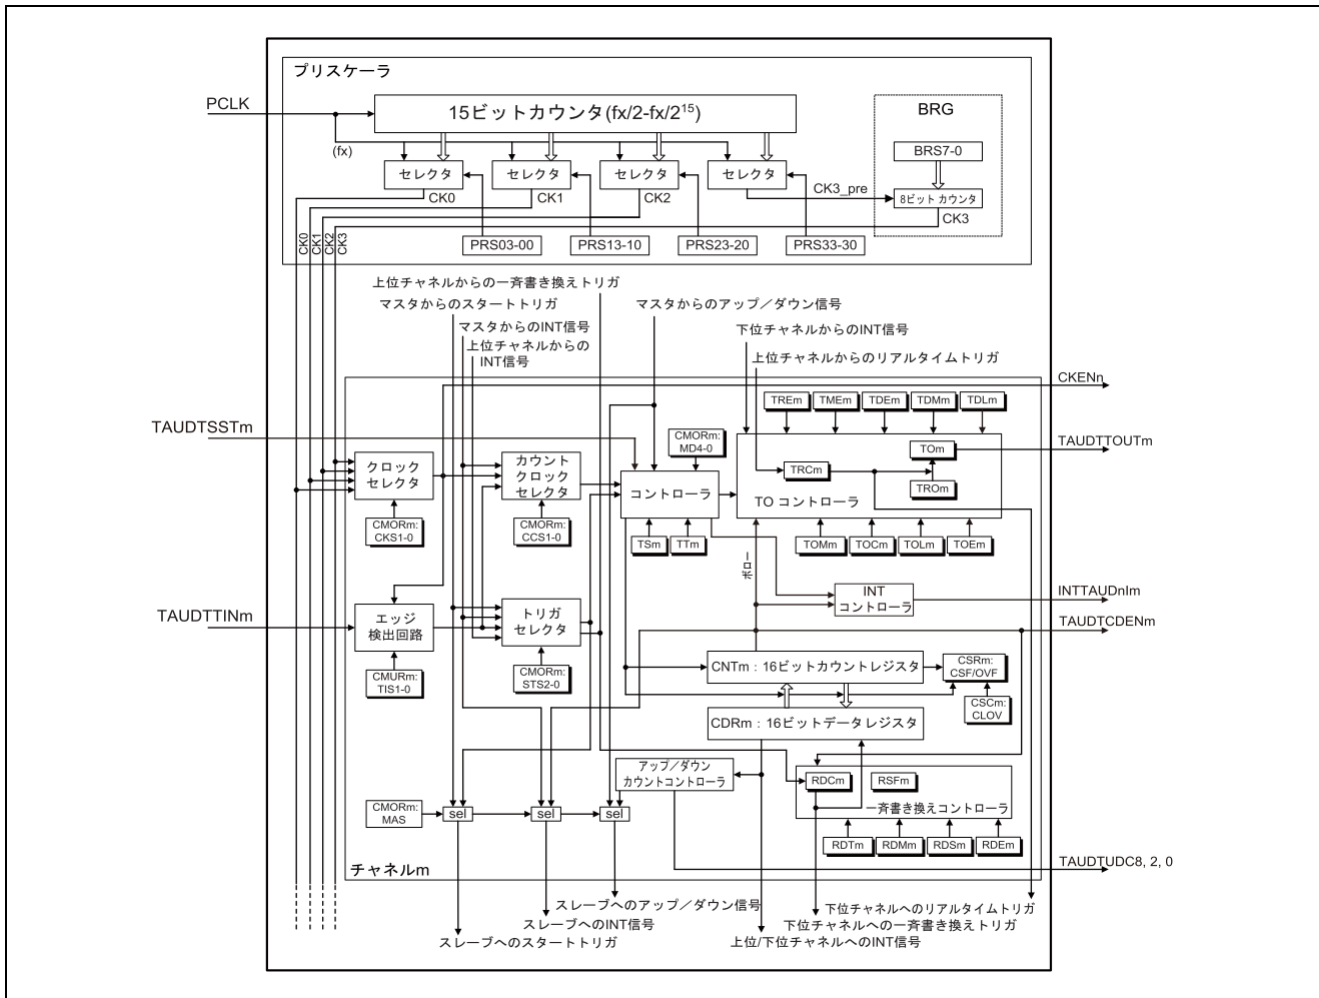 プリスケーラ
PCLK
15ビットカウンタ(fx/2-fx/2¹⁵)
BRG
BRS7-0
(fx)
セレクタ
セレクタ
セレクタ
セレクタ
CK3_pre
8ビット カウンタ
CK0
CK1
CK2
CK3
CK0
CK1
CK2
CK3
PRS03-00
PRS13-10
PRS23-20
PRS33-30
上位チャネルからの一斉書き換えトリガ
マスタからのスタートトリガ
マスタからのアップ／ダウン信号
マスタからのINT信号
下位チャネルからのINT信号
上位チャネルからの
INT信号
上位チャネルからのリアルタイムトリガ
CKENn
TREm
TMEm
TDEm
TDMm
TDLm
TAUDTSSTm
CMORm:
MD4-0
TAUDTTOUTm
TOm
クロック
セレクタ
カウント
クロック
セレクタ
コントローラ
TRCm
TROm
TO コントローラ
CMORm:
CKS1-0
CMORm:
CCS1-0
TSm
TTm
TOMm
TOCm
TOLm
TOEm
ボロー
INT
コントローラ
INTTAUDnIm
TAUDTTINm
エッジ
検出回路
トリガ
セレクタ
TAUDTCDENm
CMURm:
TIS1-0
CMORm:
STS2-0
CNTm：16ビットカウントレジスタ
CSRm:
CSF/OVF
CSCm:
CLOV
CDRm：16ビットデータレジスタ
アップ／ダウン
カウントコントローラ
RDCm
RSFm
一斉書き換えコントローラ
CMORm:
MAS
sel
sel
sel
RDTm
RDMm
RDSm
RDEm
チャネルm
TAUDTUDC8, 2, 0
スレーブへのアップ／ダウン信号
下位チャネルへのリアルタイムトリガ
スレーブへのINT信号
下位チャネルへの一斉書き換えトリガ
スレーブへのスタートトリガ
上位/下位チャネルへのINT信号